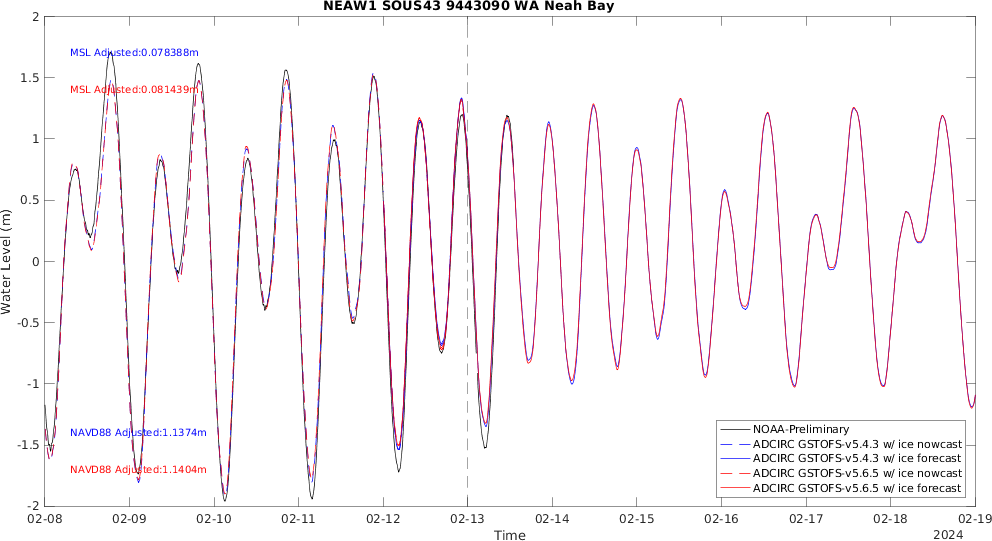 NEAW1 SOUS43 9443090 WA Neah Bay
2
1.5
1
0.5
0
-0.5
-1
-1.5
-2
Water Level (m)
MSL Adjusted:0.078388m
MSL Adjusted:0.081439m
NAVD88 Adjusted:1.1374m
NAVD88 Adjusted:1.1404m
NOAA-Preliminary
ADCIRC GSTOFS-v5.4.3 w/ ice nowcast
ADCIRC GSTOFS-v5.4.3 w/ ice forecast
ADCIRC GSTOFS-v5.6.5 w/ ice nowcast
ADCIRC GSTOFS-v5.6.5 w/ ice forecast
02-08 02-09 02-10 02-11 02-12 02-13 02-14 02-15 02-16 02-17 02-18 02-19
Time
2024